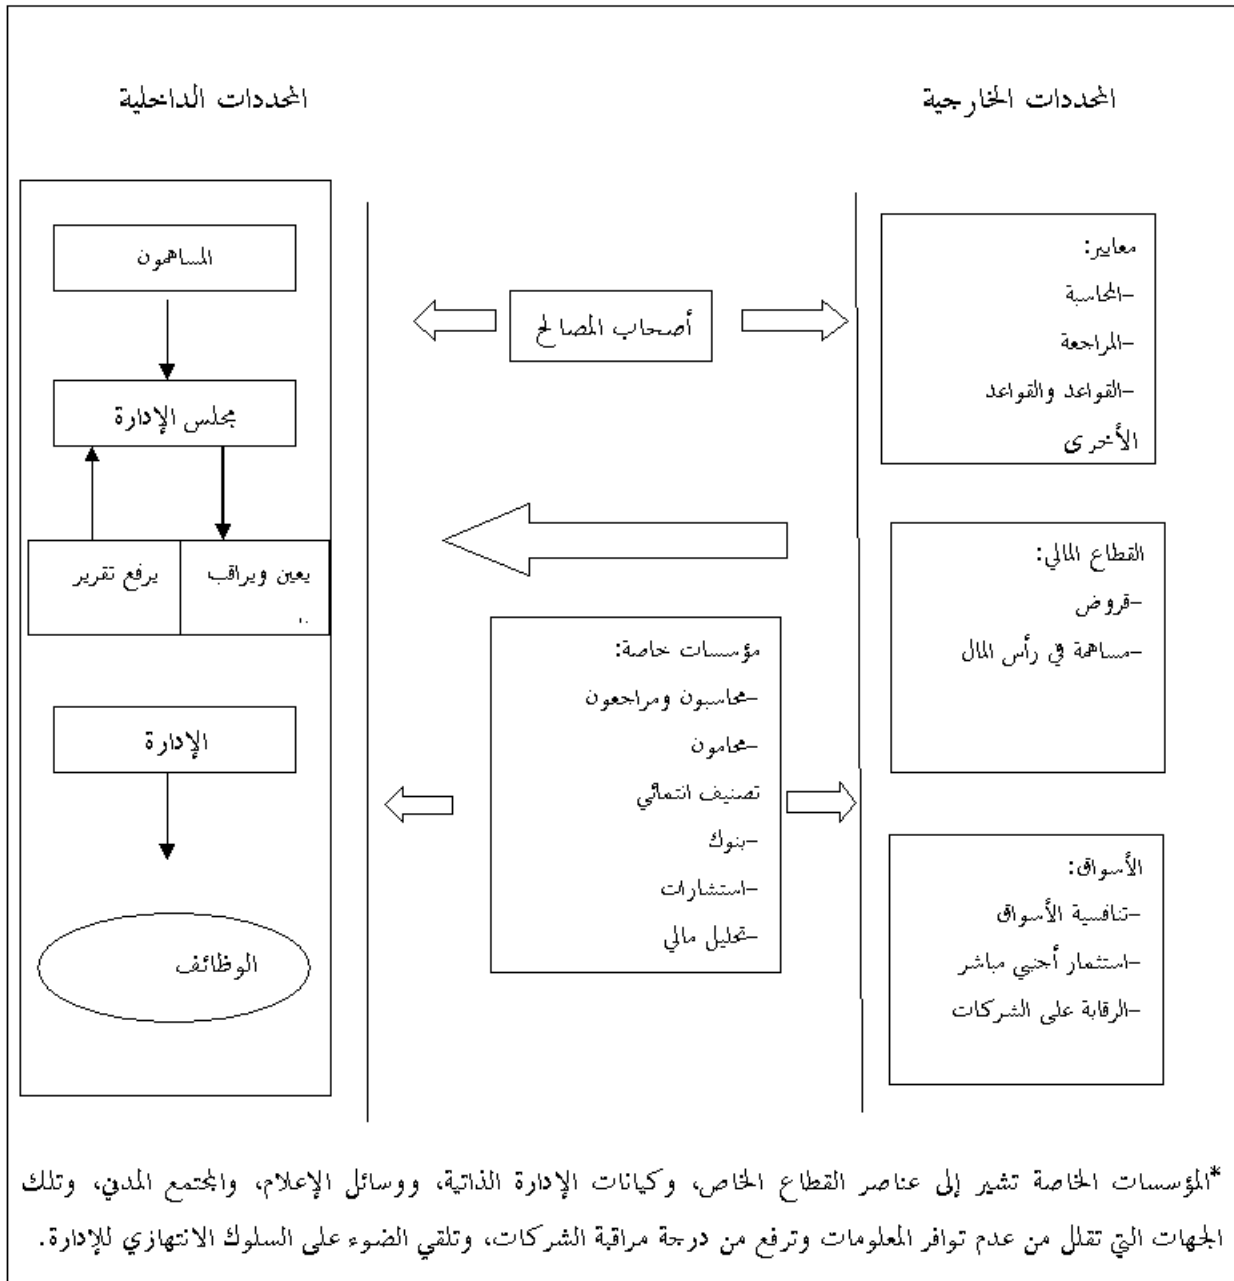 المحددات الخارجية
المحددات الداخلية
معايير:
-المحاسبة
-المراجعة
-القواعد والقواعد
الأخرى
القطاع المالي:
-قروض
-مساهمة في رأس المال
الأسواق:
-تنافسية الأسواق
-استثمار أجنبي مباشر
-الرقابة على الشركات
أصحاب المصالح
مؤسسات خاصة:
-محاسبون ومراجعون
-محامون
تصنيف انتمائي
-بنوك
-استشارات
-تحليل مالي
المساهمون
مجلس الإدارة
يعين ويراقب
يرفع تقرير
الإدارة
الوظائف
*المؤسسات الخاصة تشير إلى عناصر القطاع الخاص، وكيانات الإدارة الذاتية، ووسائل الإعلام، والمجتمع المدني، وتلك
الجهات التي تقلل من عدم توافر المعلومات وترفع من درجة مراقبة الشركات، وتلقي الضوء على السلوك الانتهازي للإدارة.